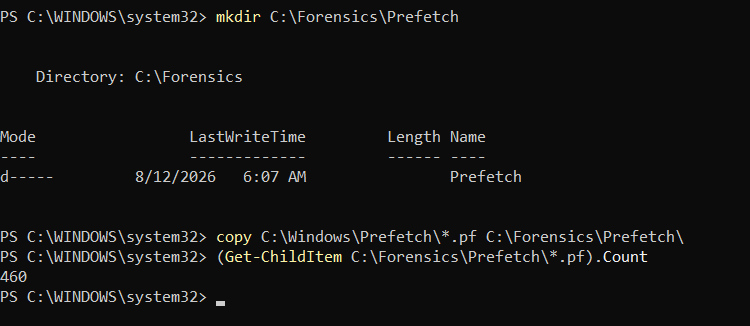 PS C:\WINDOWS\system32> mkdir C:\Forensics\Prefetch
    Directory: C:\Forensics
Mode                 LastWriteTime         Length Name
----                 -------------         ------ ----
d-----         8/12/2026   6:07 AM                Prefetch
PS C:\WINDOWS\system32> copy C:\Windows\Prefetch\*.pf C:\Forensics\Prefetch\
PS C:\WINDOWS\system32> (Get-ChildItem C:\Forensics\Prefetch\*.pf).Count
460
PS C:\WINDOWS\system32>